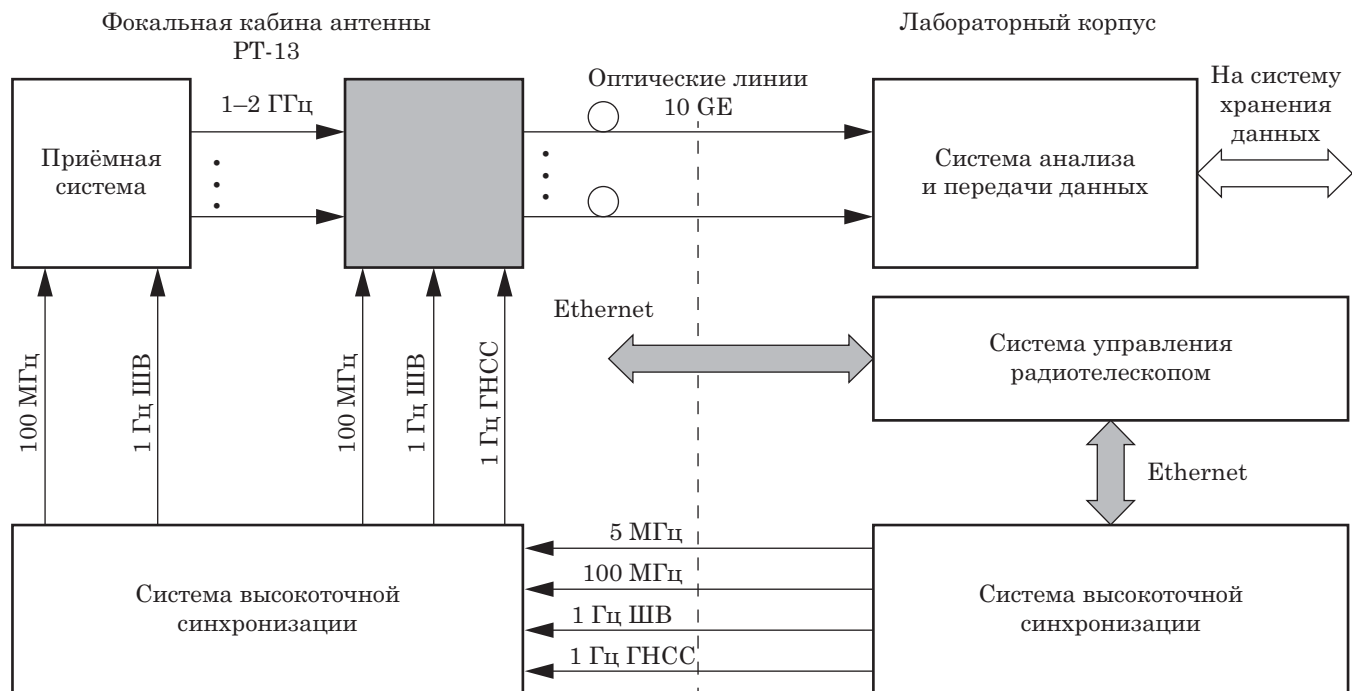 Фокальная кабина антенны
РТ-13
Лабораторный корпус
Приёмная
система
1–2 ГГц
Оптические линии
10 GE
Система анализа
и передачи данных
На систему
хранения
данных
100 МГц
1 Гц ШВ
100 МГц
1 Гц ШВ
1 Гц ГНСС
Ethernet
Система управления
радиотелескопом
Ethernet
Система высокоточной
синхронизации
5 МГц
100 МГц
1 Гц ШВ
1 Гц ГНСС
Система высокоточной
синхронизации